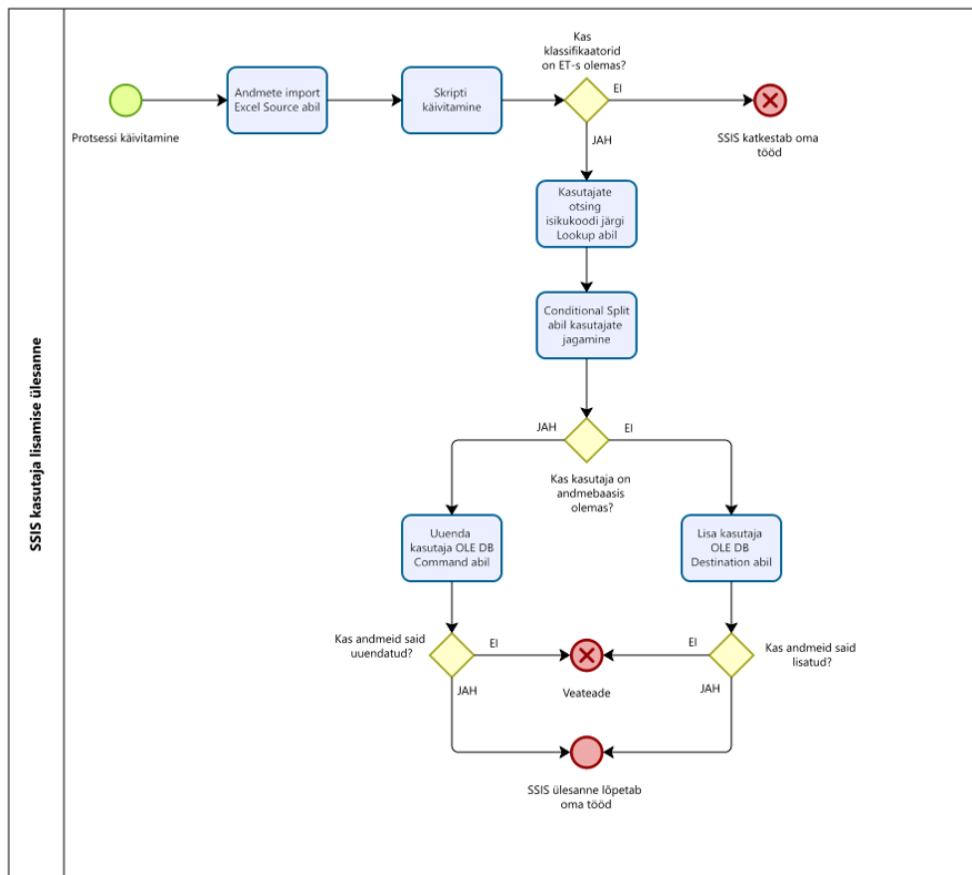 SSIS kasutaja lisamise ülesanne
Protsessi käivitamine
Andmete import
Excel Source abil
Skripti
käivitamine
Kas
klassifikaatorid
on ET-s olemas?
EI
SSIS katkestab oma
tööd
JAH
Kasutajate
otsing
isikukoodi järgi
Lookup abil
Conditional Split
abil kasutajate
jagamine
JAH
EI
Kas kasutaja on
andmebaasis
olemas?
Uuenda
kasutaja OLE DB
Command abil
Lisa kasutaja
OLE DB
Destination abil
Kas andmeid said
uuendatud?
EI
EI
Kas andmeid said
lisatud?
JAH
Veateade
JAH
SSIS ülesanne lõpetab
oma tööd